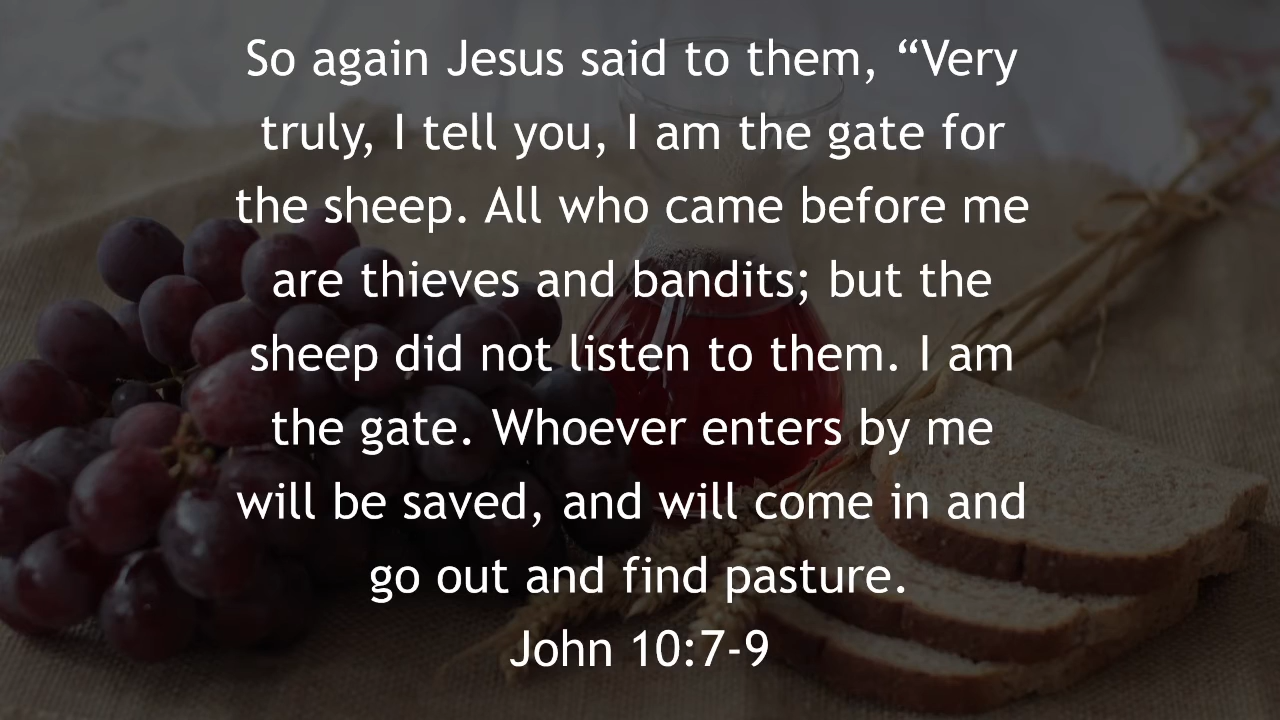 So again Jesus said to them, “Very
truly, I tell you, I am the gate for
the sheep. All who came before me
are thieves and bandits; but the
sheep did not listen to them. I am
the gate. Whoever enters by me
will be saved, and will come in and
go out and find pasture.
John 10:7-9